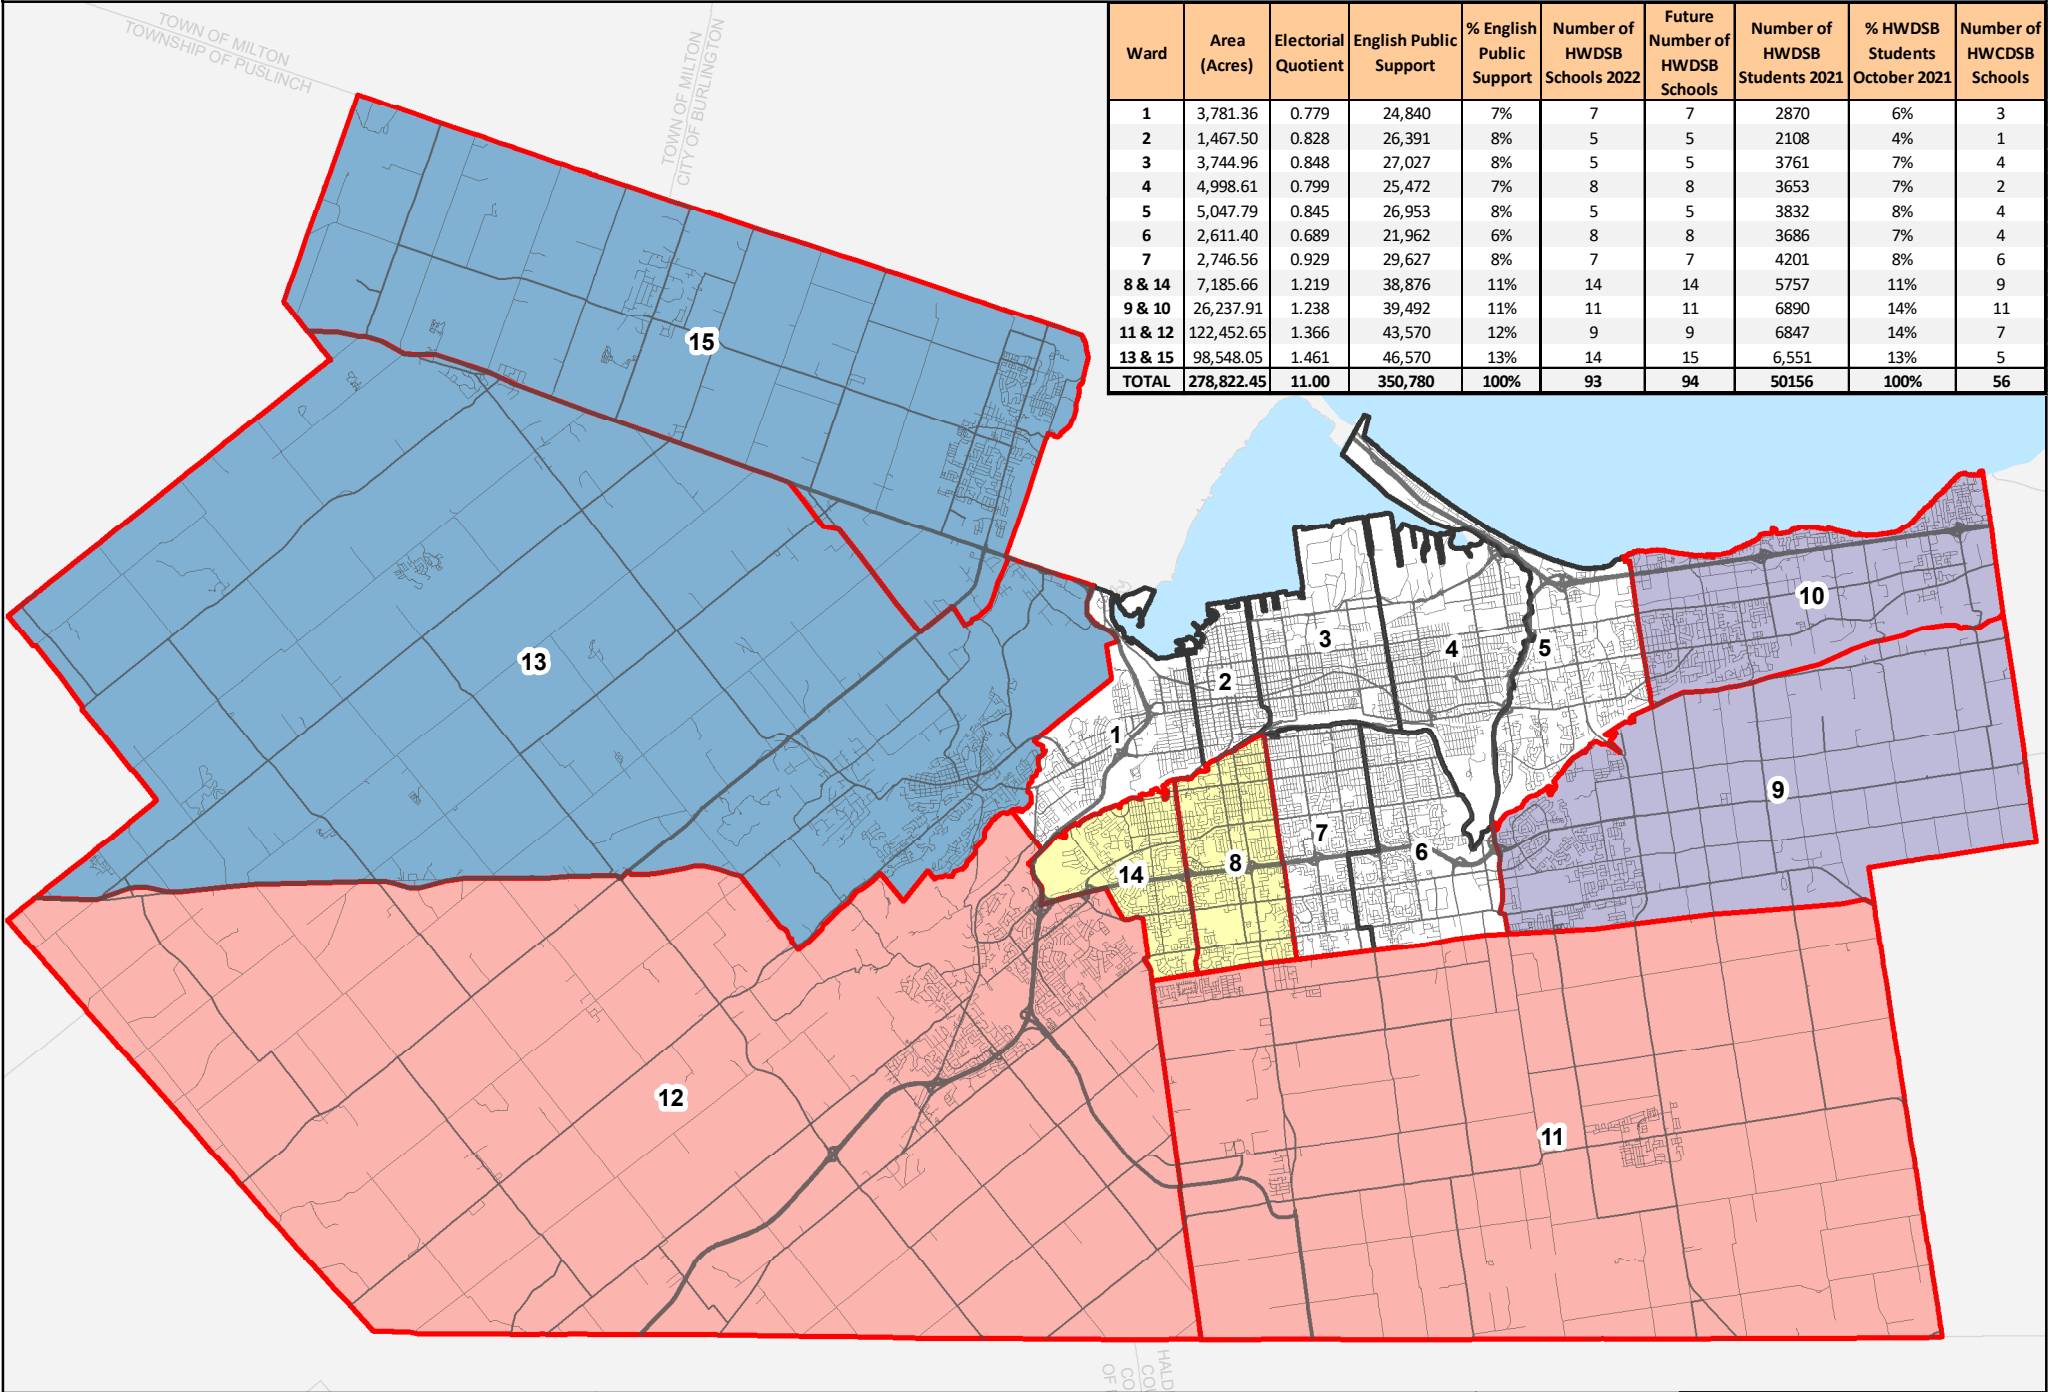 TOWN OF MILTON
TOWNSHIP OF PUSLINCH
TOWN OF MILTON
CITY OF BURLINGTON
Ward | Area (Acres) | Electorial Quotient | English Public Support | % English Public Support | Number of HWDSB Schools 2022 | Future Number of HWDSB Schools | Number of HWDSB Students 2021 | % HWDSB Students October 2021 | Number of HWCDSB Schools
1 | 3,781.36 | 0.779 | 24,840 | 7% | 7 | 7 | 2870 | 6% | 3
2 | 1,467.50 | 0.828 | 26,391 | 8% | 5 | 5 | 2108 | 4% | 1
3 | 3,744.96 | 0.848 | 27,027 | 8% | 5 | 5 | 3761 | 7% | 4
4 | 4,998.61 | 0.799 | 25,472 | 7% | 8 | 8 | 3653 | 7% | 2
5 | 5,047.79 | 0.845 | 26,953 | 8% | 5 | 5 | 3832 | 8% | 4
6 | 2,611.40 | 0.689 | 21,962 | 6% | 8 | 8 | 3686 | 7% | 4
7 | 2,746.56 | 0.929 | 29,627 | 8% | 7 | 7 | 4201 | 8% | 6
8 & 14 | 7,185.66 | 1.219 | 38,876 | 11% | 14 | 14 | 5757 | 11% | 9
9 & 10 | 26,237.91 | 1.238 | 39,492 | 11% | 11 | 11 | 6890 | 14% | 11
11 & 12 | 122,452.65 | 1.366 | 43,570 | 12% | 9 | 9 | 6847 | 14% | 7
13 & 15 | 98,548.05 | 1.461 | 46,570 | 13% | 14 | 15 | 6,551 | 13% | 5
TOTAL | 278,822.45 | 11.00 | 350,780 | 100% | 93 | 94 | 50156 | 100% | 56
15
13
10
3
4
5
2
1
9
7
6
8
14
12
11
HALD
CO
COU
OF